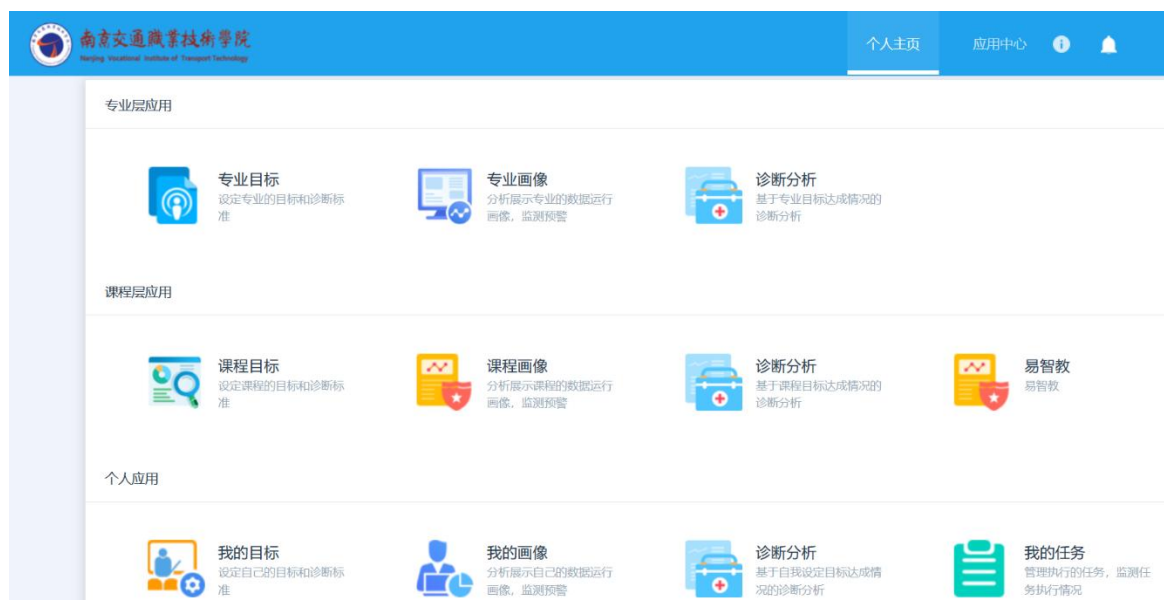 南京交通職業技術學院
Nanjing Vocational Institute of Transport Technology
个人主页
应用中心
专业层应用
专业目标
设定专业的目标和诊断标
准
专业画像
分析展示专业的数据运行
画像，监测预警
诊断分析
基于专业目标达成情况的
诊断分析
课程层应用
课程目标
设定课程的目标和诊断标
准
课程画像
分析展示课程的数据运行
画像，监测预警
诊断分析
基于课程目标达成情况的
诊断分析
易智教
易智教
个人应用
我的目标
设定自己的目标和诊断标
准
我的画像
分析展示自己的数据运行
画像，监测预警
诊断分析
基于自我设定目标达成情
况的诊断分析
我的任务
管理执行的任务，监测任
务执行情况